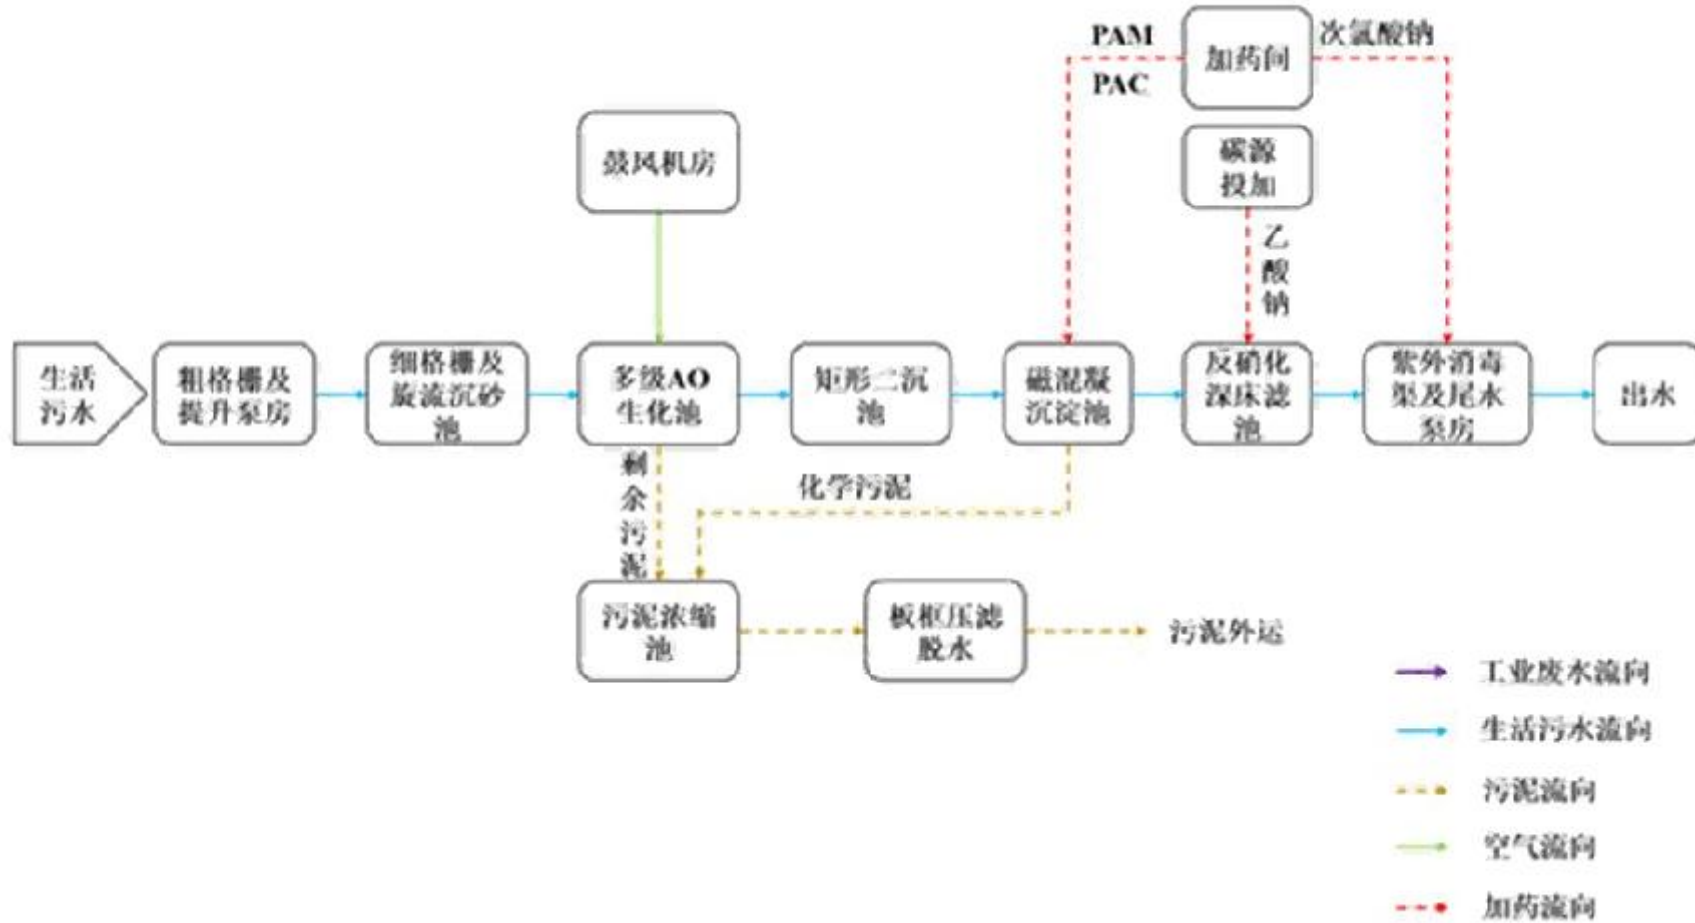 PAM
PAC
加药间
次氯酸钠
鼓风机房
碳源
投加
乙
酸
钠
生活
污水
粗格栅及
提升泵房
细格栅及
旋流沉砂
池
多级AO
生化池
矩形二沉
池
磁混凝
沉淀池
反硝化
深床滤
池
紫外消毒
渠及尾水
泵房
出水
剩
余
污
泥
化学污泥
污泥浓缩
池
板框压滤
脱水
污泥外运
工业废水流向
生活污水流向
污泥流向
空气流向
加药流向